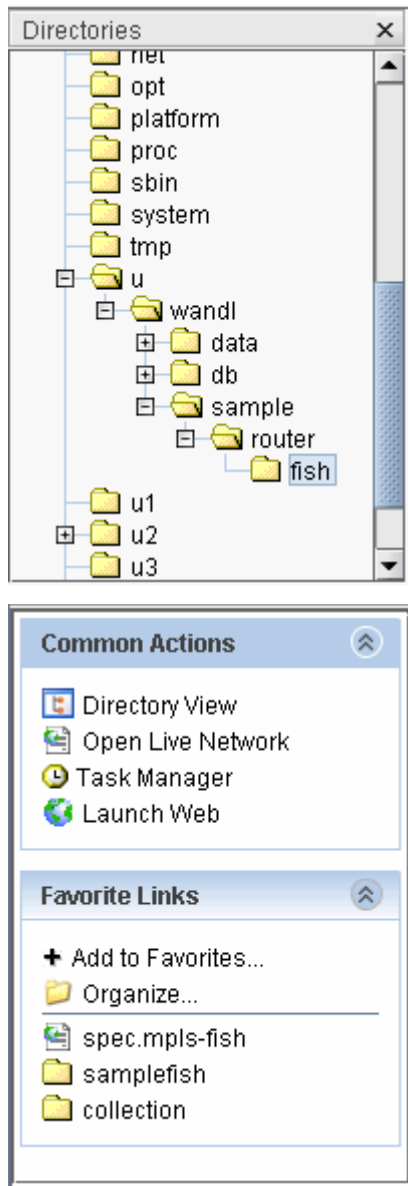 Directories
net
opt
platform
proc
sbin
system
tmp
u
wandl
data
db
sample
router
fish
u1
u2
u3
Common Actions
Directory View
Open Live Network
Task Manager
Launch Web
Favorite Links
Add to Favorites...
Organize...
spec.mpls-fish
samplefish
collection